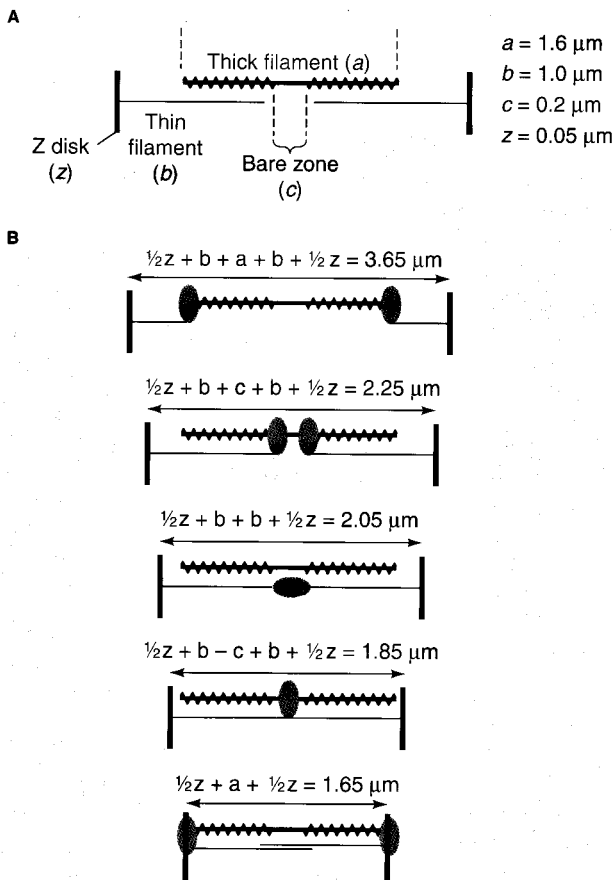 A
Thick filament (a)
a = 1.6 μm
b = 1.0 μm
c = 0.2 μm
z = 0.05 μm
Z disk
(z)
Thin
filament
(b)
Bare zone
(c)
B
½z + b + a + b + ½ z = 3.65 μm
½z + b + c + b + ½z = 2.25 μm
½z + b + b + ½z = 2.05 μm
½z + b – c + b + ½z = 1.85 μm
½z + a + ½z = 1.65 μm